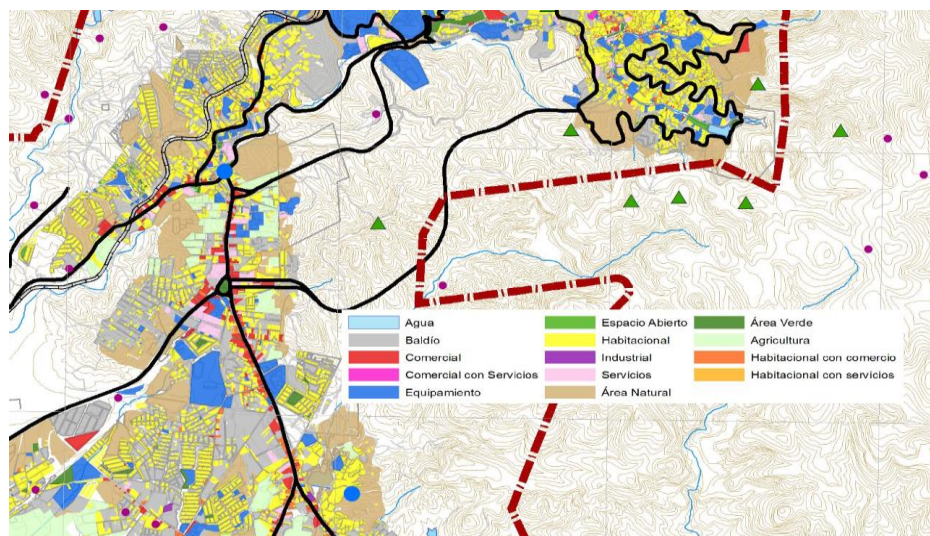 Agua
Baldío
Comercial
Comercial con Servicios
Equipamiento
Espacio Abierto
Habitacional
Industrial
Servicios
Área Natural
Área Verde
Agricultura
Habitacional con comercio
Habitacional con servicios